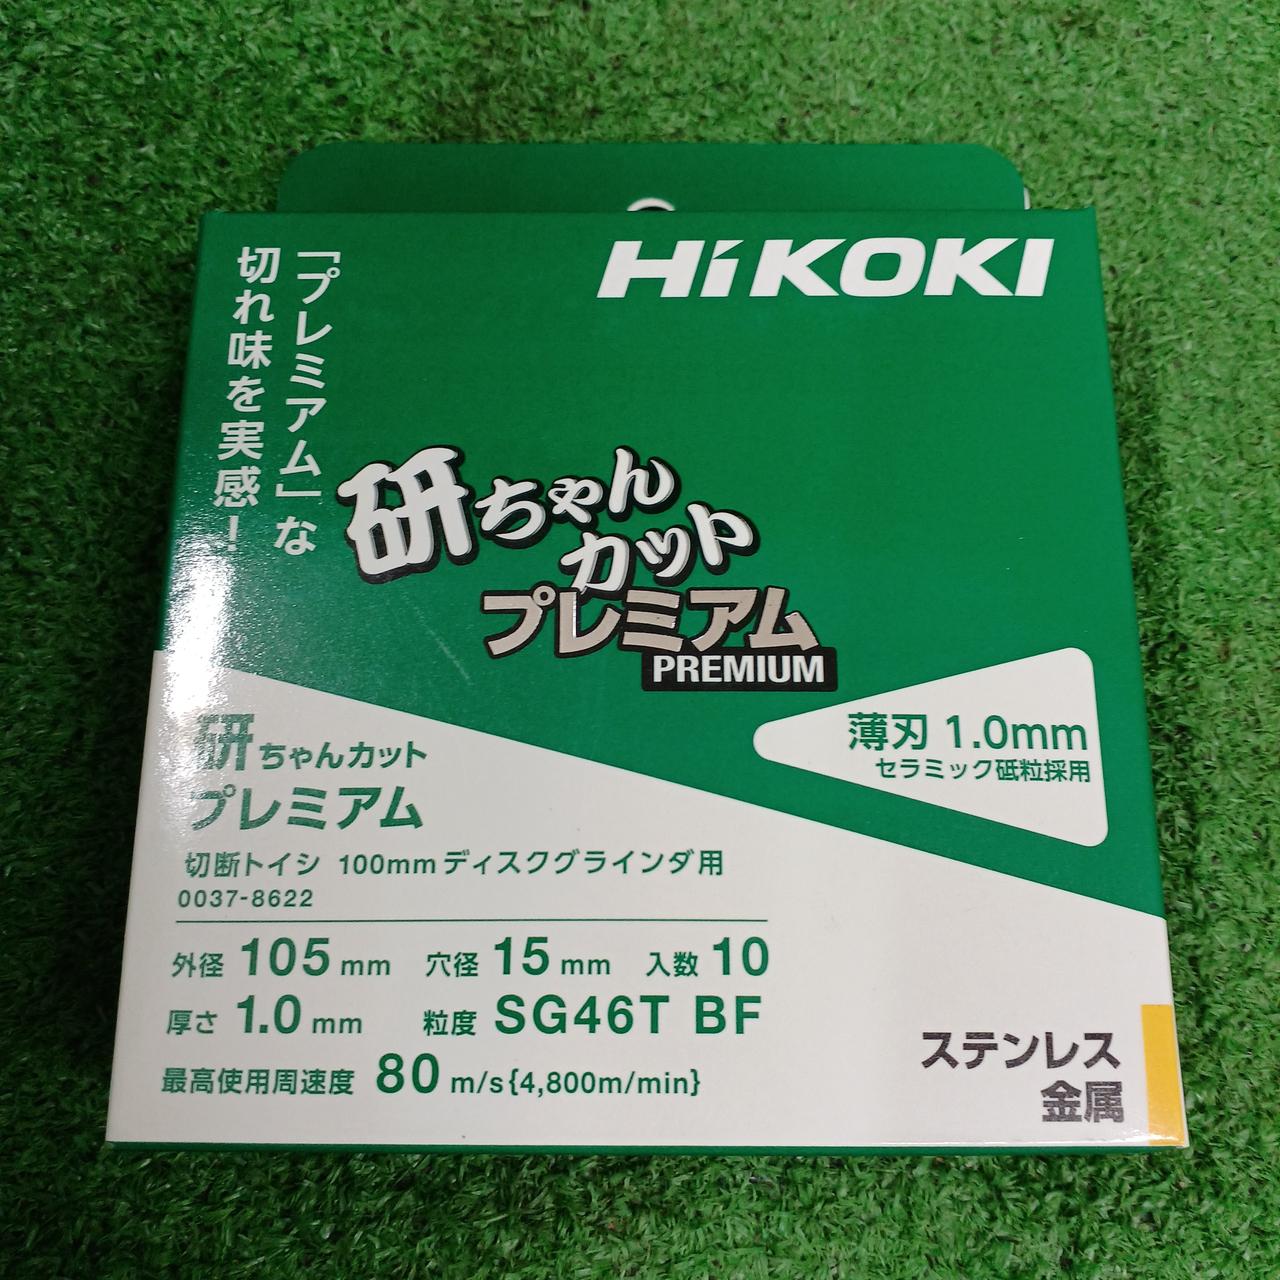 HiKOKI
「プレミアム」な
切れ味を実感!
研ちゃん
カット
プレミアム
PREMIUM
薄刃 1.0mm
セラミック砥粒採用
研ちゃんカット
プレミアム
切断トイシ 100mmディスクグラインダ用
0037-8622
外径 105 mm 穴径 15 mm 入数 10
厚さ 1.0 mm 粒度 SG46T BF
最高使用周速度 80 m/s{4,800m/min}
ステンレス
金属